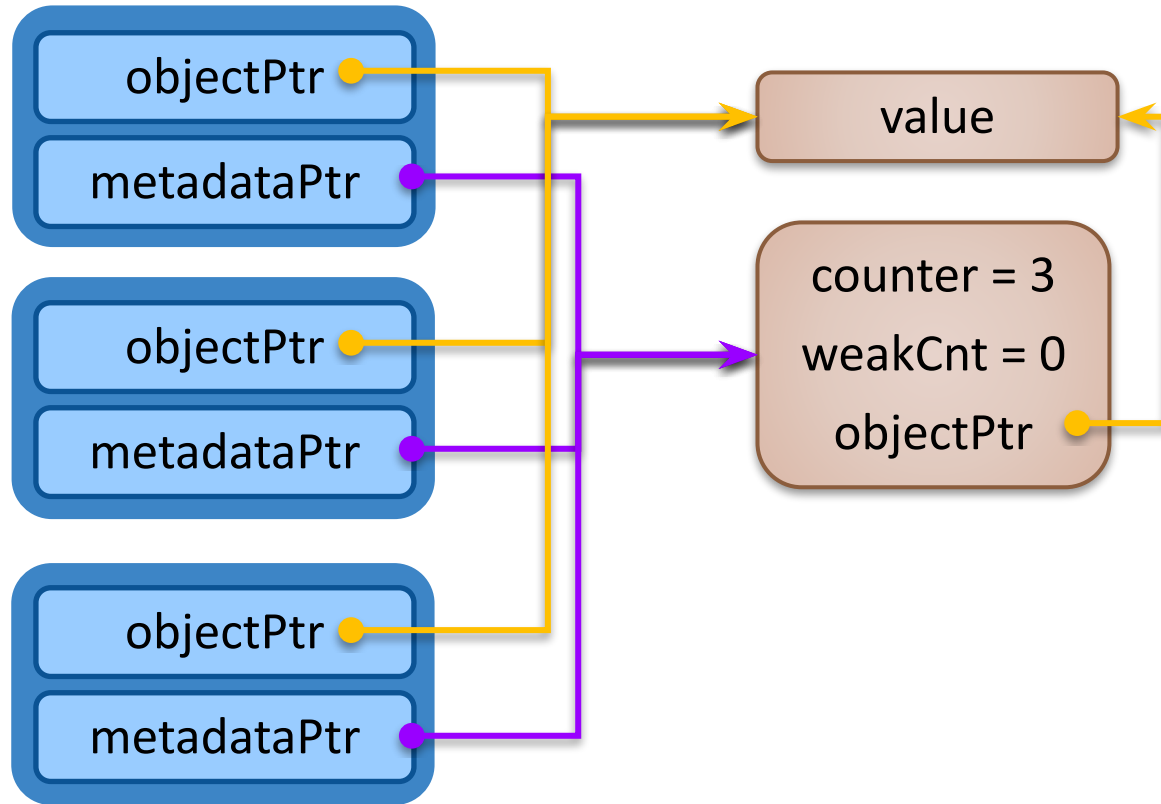 objectPtr
metadataPtr
objectPtr
metadataPtr
objectPtr
metadataPtr
value
counter = 3
weakCnt = 0
objectPtr